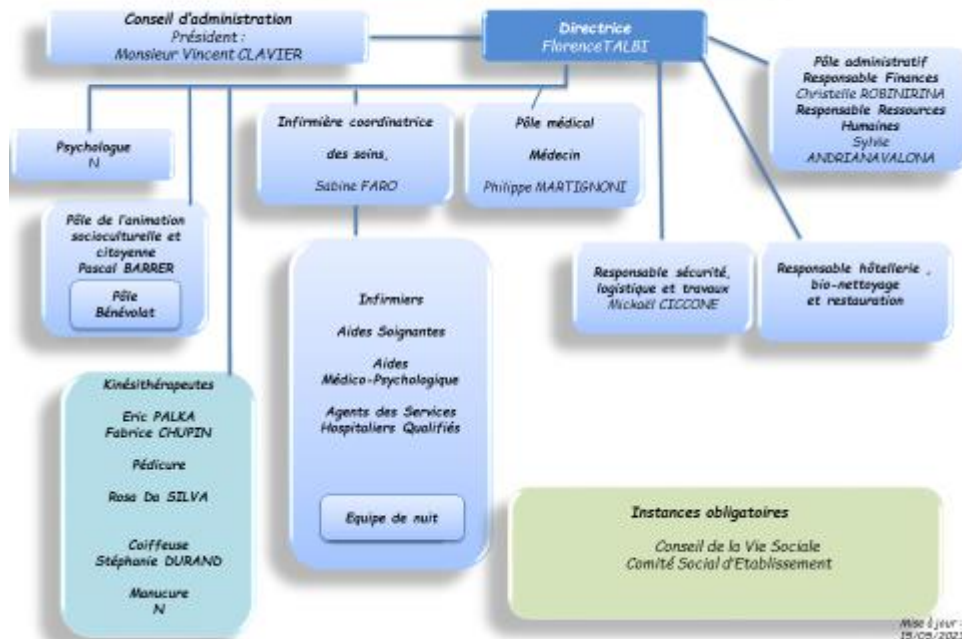 Conseil d'administration
Président :
Monsieur Vincent CLAVIER
Directrice
Florence TALBI
Pôle administratif
Responsable Finances
Christelle ROBINIRINA
Responsable Ressources
Humaines
Sylvie
ANDRIANAVALONA
Psychologue
N
Infirmière coordinatrice
des soins,
Sabine FARO
Pôle médical
Médecin
Philippe MARTIGNONI
Pôle de l'animation
socioculturelle et
citoyenne
Pascal BARRER
Pôle
Bénévolat
Infirmiers
Aides Soignantes
Aides
Médico-Psychologique
Agents des Services
Hospitaliers Qualifiés
Equipe de nuit
Responsable sécurité,
logistique et travaux
Mickaël CICCONE
Responsable hôtellerie ,
bio-nettoyage
et restauration
Kinésithérapeutes
Eric PALKA
Fabrice CHUPIN
Pédicure
Rosa Da SILVA
Coiffeuse
Stéphanie DURAND
Manucure
N
Instances obligatoires
Conseil de la Vie Sociale
Comité Social d'Etablissement
Mise à jour :